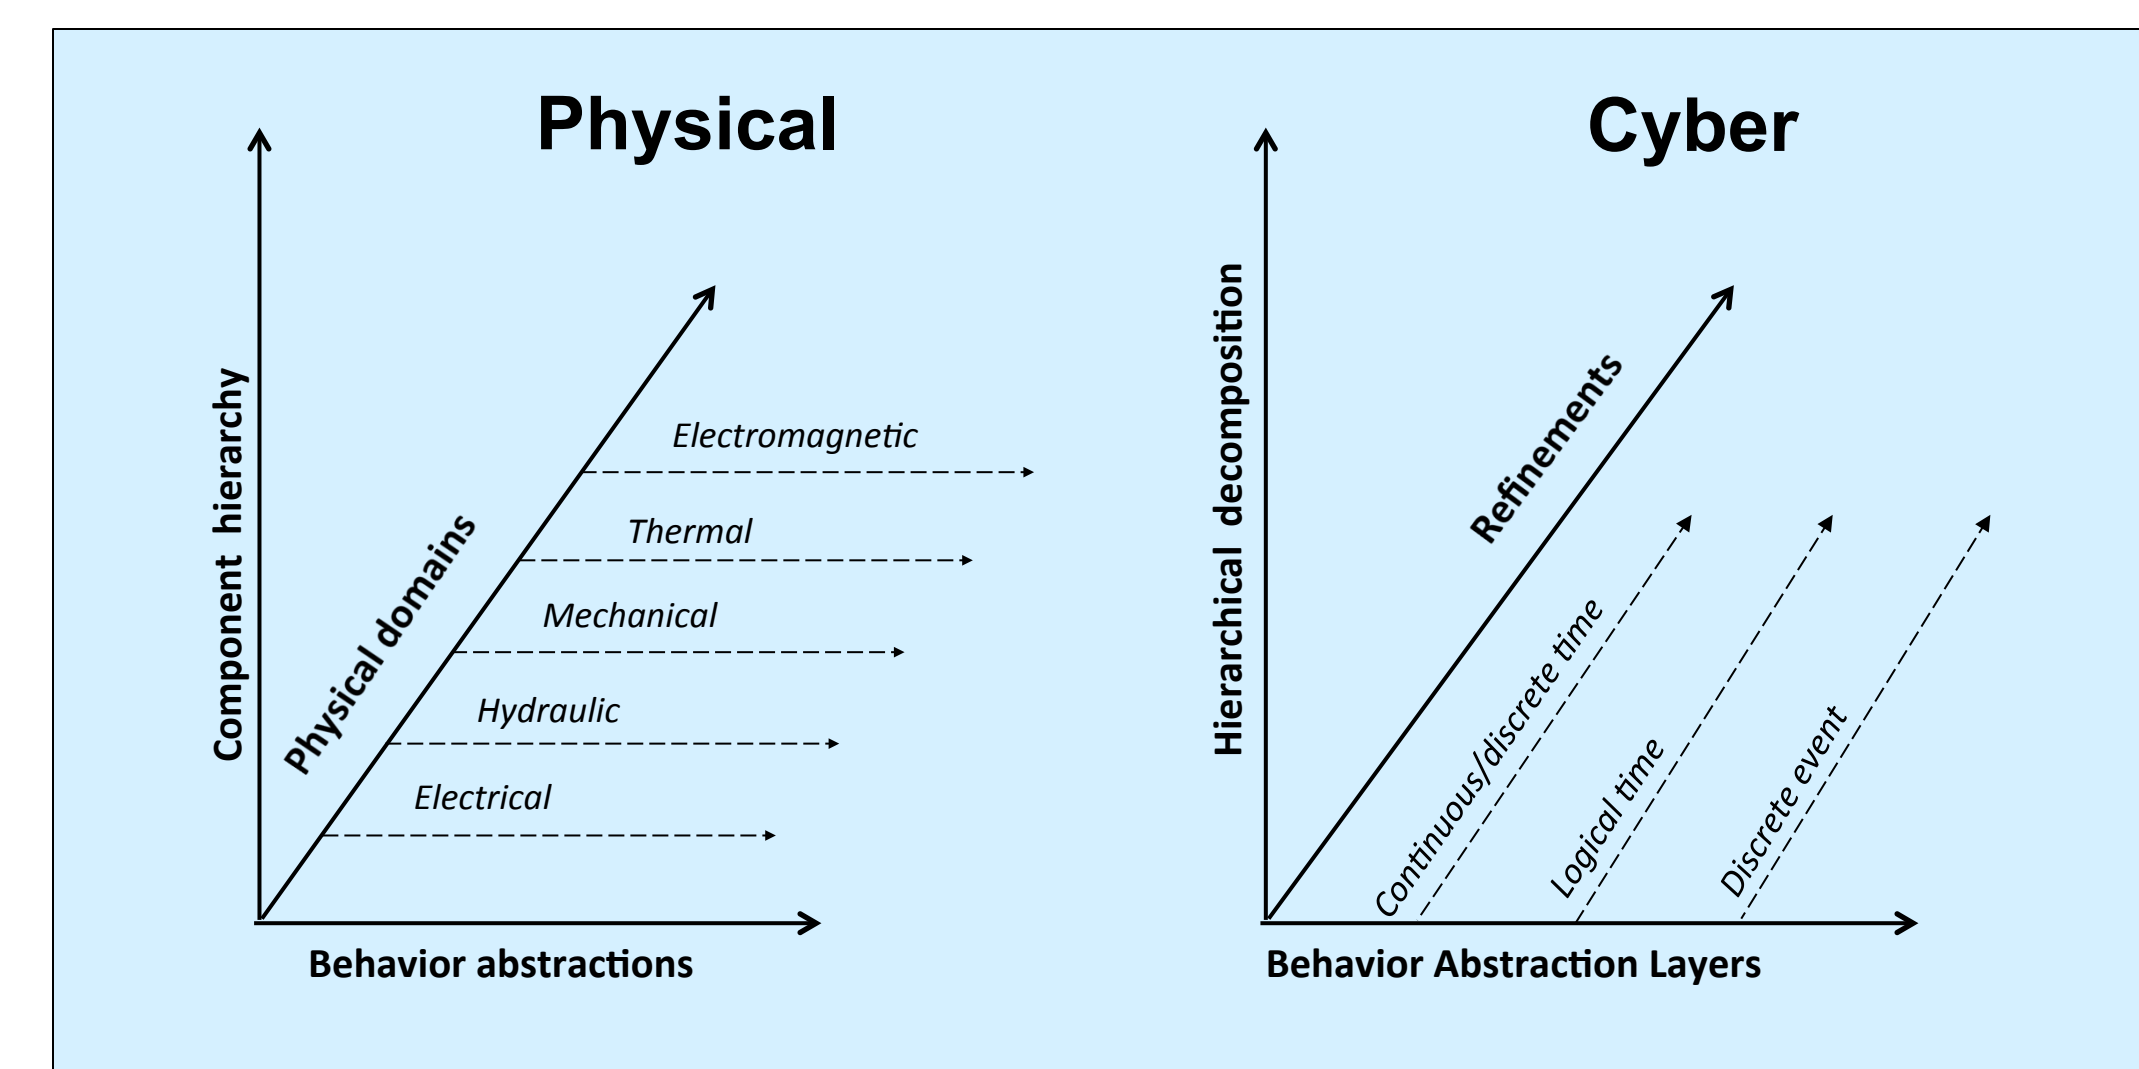 Physical
Component hierarchy
Physical domains
Electromagnetic
Thermal
Mechanical
Hydraulic
Electrical
Behavior abstractions
Cyber
Hierarchical decomposition
Refinements
Continuous/discrete time
Logical time
Discrete event
Behavior Abstraction Layers